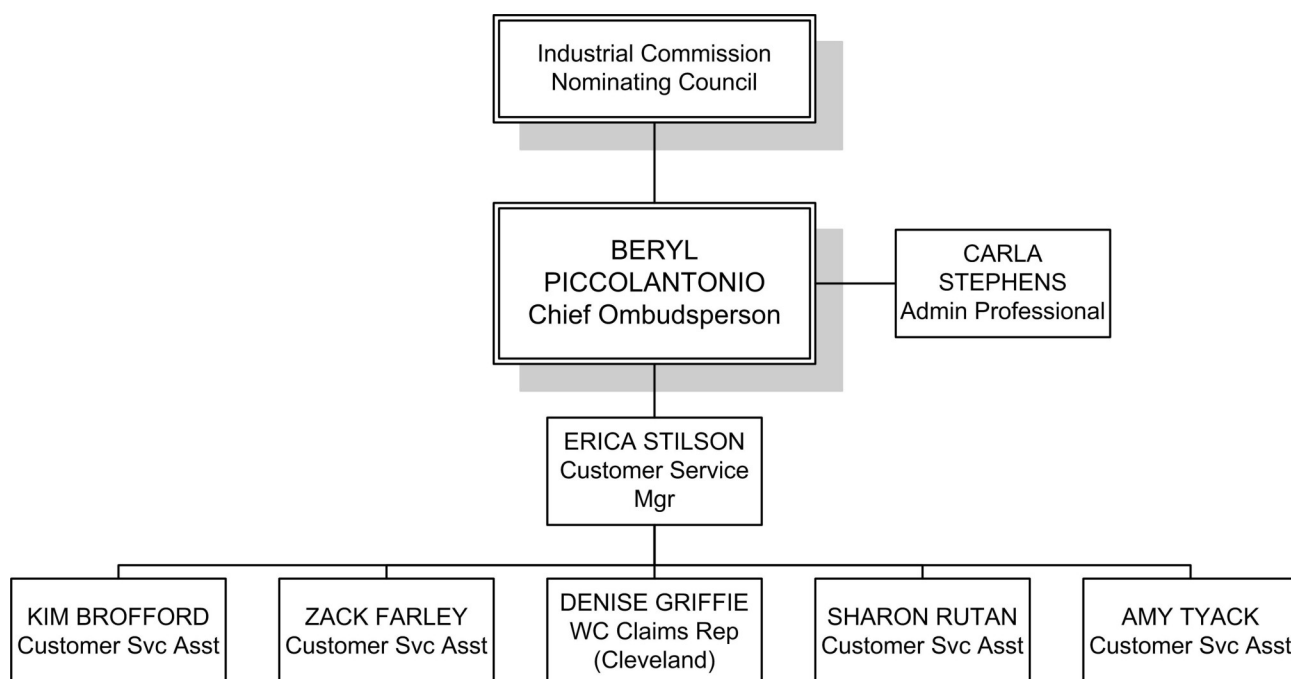 Industrial Commission
Nominating Council
BERYL
PICCOLANTONIO
Chief Ombudsperson
CARLA
STEPHENS
Admin Professional
ERICA STILSON
Customer Service
Mgr
KIM BROFFORD
Customer Svc Asst
ZACK FARLEY
Customer Svc Asst
DENISE GRIFFIE
WC Claims Rep
(Cleveland)
SHARON RUTAN
Customer Svc Asst
AMY TYACK
Customer Svc Asst